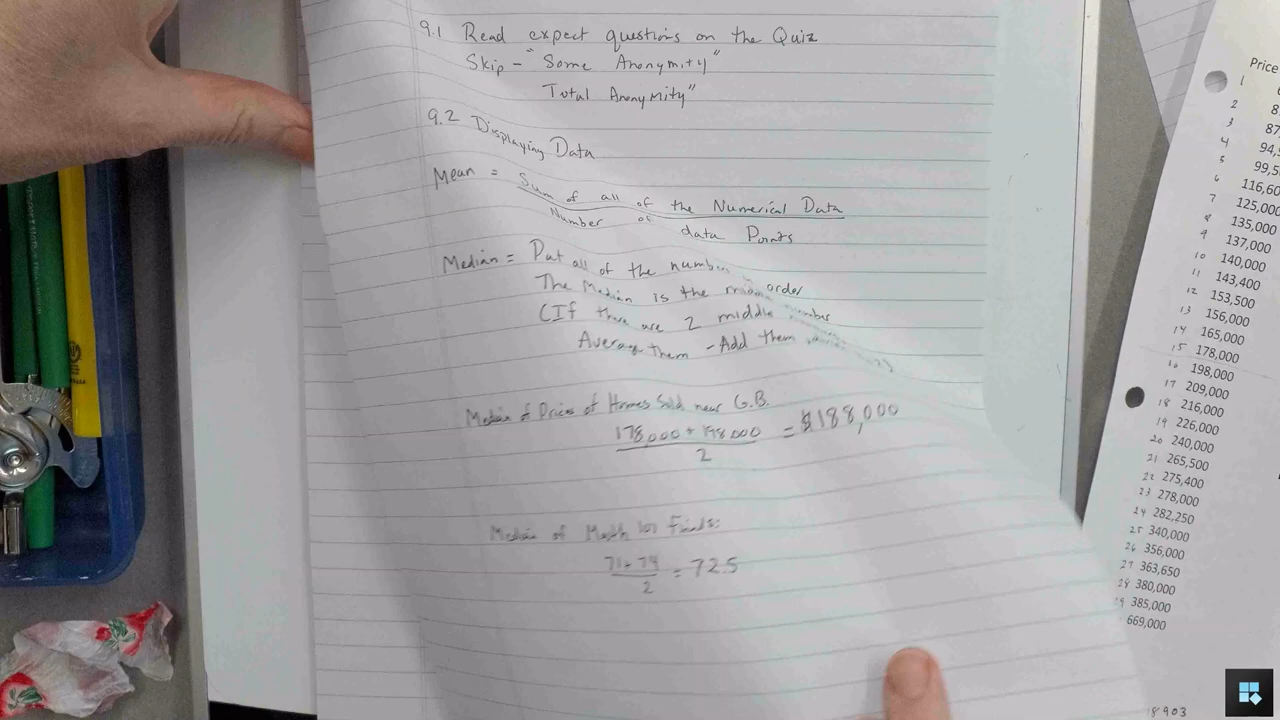 9.1 Read expect questions on the Quiz
Skip - "Some Anonymity"
Total Anonymity"
9.2 Displaying Data
Mean = Sum of all of the Numerical Data
Number of data Points
Median = Put all of the number in order
The Median is the middle number
(If there are 2 middle
Average them - Add them
Median of Prices of Homes Sold near G.B.
178,000 + 198,000 = $188,000
2
Median of Math 101 Finals:
71 + 74 = 72.5
2
Price
1
2
3
4 94,
5 99,5
6 116,60
7 125,000
8 135,000
9 137,000
10 140,000
11 143,400
12 153,500
13 156,000
14 165,000
15 178,000
16 198,000
17 209,000
18 216,000
19 226,000
20 240,000
21 265,500
22 275,400
23 278,000
24 282,250
25 340,000
26 356,000
27 363,650
28 380,000
9 385,000
669,000
8903